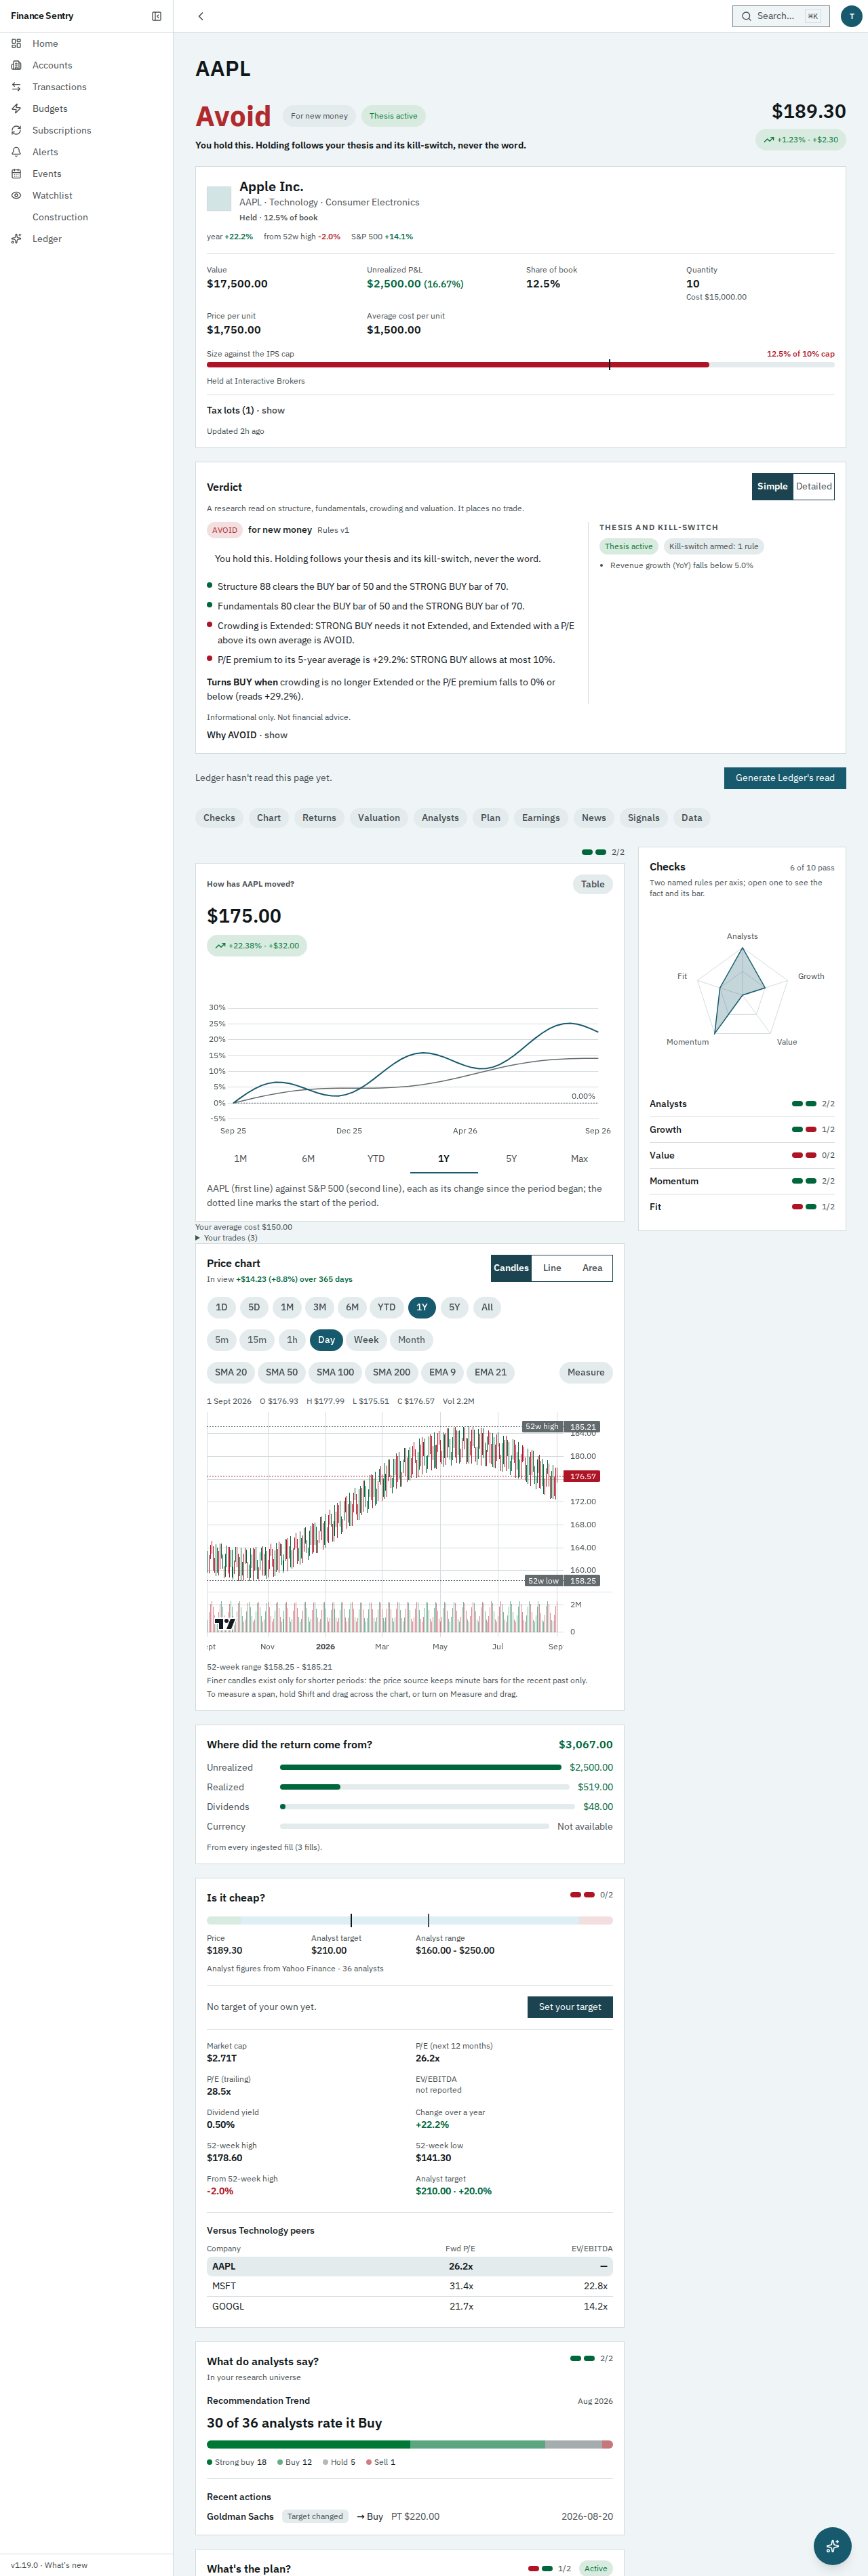 Finance Sentry
Search...
⌘K
T
Home
Accounts
Transactions
Budgets
Subscriptions
Alerts
Events
Watchlist
Construction
Ledger
AAPL
Avoid
For new money
Thesis active
$189.30
+1.23% · +$2.30
You hold this. Holding follows your thesis and its kill-switch, never the word.
Apple Inc.
AAPL · Technology · Consumer Electronics
Held · 12.5% of book
year +22.2% from 52w high -2.0% S&P 500 +14.1%
Value
$17,500.00
Unrealized P&L
$2,500.00 (16.67%)
Share of book
12.5%
Quantity
10
Cost $15,000.00
Price per unit
$1,750.00
Average cost per unit
$1,500.00
Size against the IPS cap
12.5% of 10% cap
Held at Interactive Brokers
Tax lots (1) · show
Updated 2h ago
Verdict
Simple
Detailed
A research read on structure, fundamentals, crowding and valuation. It places no trade.
AVOID for new money Rules v1
You hold this. Holding follows your thesis and its kill-switch, never the word.
Structure 88 clears the BUY bar of 50 and the STRONG BUY bar of 70.
Fundamentals 80 clears the BUY bar of 50 and the STRONG BUY bar of 70.
Crowding is Extended: STRONG BUY needs it not Extended, and Extended with a P/E
above its own average is AVOID.
P/E premium to its 5-year average is +29.2%: STRONG BUY allows at most 10%.
Turns BUY when crowding is no longer Extended or the P/E premium falls to 0% or
below (reads +29.2%).
Informational only. Not financial advice.
Why AVOID · show
THESIS AND KILL-SWITCH
Thesis active
Kill-switch armed: 1 rule
• Revenue growth (YoY) falls below 5.0%
Ledger hasn't read this page yet.
Generate Ledger's read
Checks
Chart
Returns
Valuation
Analysts
Plan
Earnings
News
Signals
Data
2/2
How has AAPL moved?
Table
$175.00
+22.38% · +$32.00
30%
25%
20%
15%
10%
5%
0%
-5%
0.00%
Sep 25
Dec 25
Apr 26
Sep 26
1M
6M
YTD
1Y
5Y
Max
AAPL (first line) against S&P 500 (second line), each as its change since the period began; the
dotted line marks the start of the period.
Checks
6 of 10 pass
Two named rules per axis; open one to see the
fact and its bar.
Analysts
Growth
Value
Momentum
Fit
Analysts 2/2
Growth 1/2
Value 0/2
Momentum 2/2
Fit 1/2
Your average cost $150.00
Your trades (3)
Price chart
In view +$14.23 (+8.8%) over 365 days
Candles
Line
Area
1D
5D
1M
3M
6M
YTD
1Y
5Y
All
5m
15m
1h
Day
Week
Month
SMA 20
SMA 50
SMA 100
SMA 200
EMA 9
EMA 21
Measure
1 Sept 2026 O $176.93 H $177.99 L $175.51 C $176.57 Vol 2.2M
52w high 185.21
184.00
180.00
176.57
172.00
168.00
164.00
160.00
52w low 158.25
2M
0
pt
Nov
2026
Mar
May
Jul
Sep
52-week range $158.25 - $185.21
Finer candles exist only for shorter periods: the price source keeps minute bars for the recent past only.
To measure a span, hold Shift and drag across the chart, or turn on Measure and drag.
Where did the return come from?
$3,067.00
Unrealized $2,500.00
Realized $519.00
Dividends $48.00
Currency Not available
From every ingested fill (3 fills).
Is it cheap?
0/2
Price
$189.30
Analyst target
$210.00
Analyst range
$160.00 - $250.00
Analyst figures from Yahoo Finance · 36 analysts
No target of your own yet.
Set your target
Market cap
$2.71T
P/E (next 12 months)
26.2x
P/E (trailing)
28.5x
EV/EBITDA
not reported
Dividend yield
0.50%
Change over a year
+22.2%
52-week high
$178.60
52-week low
$141.30
From 52-week high
-2.0%
Analyst target
$210.00 · +20.0%
Versus Technology peers
Company Fwd P/E EV/EBITDA
AAPL 26.2x —
MSFT 31.4x 22.8x
GOOGL 21.7x 14.2x
What do analysts say?
2/2
In your research universe
Recommendation Trend
Aug 2026
30 of 36 analysts rate it Buy
Strong buy 18
Buy 12
Hold 5
Sell 1
Recent actions
Goldman Sachs Target changed → Buy PT $220.00 2026-08-20
What's the plan?
1/2
Active
v1.19.0 · What's new